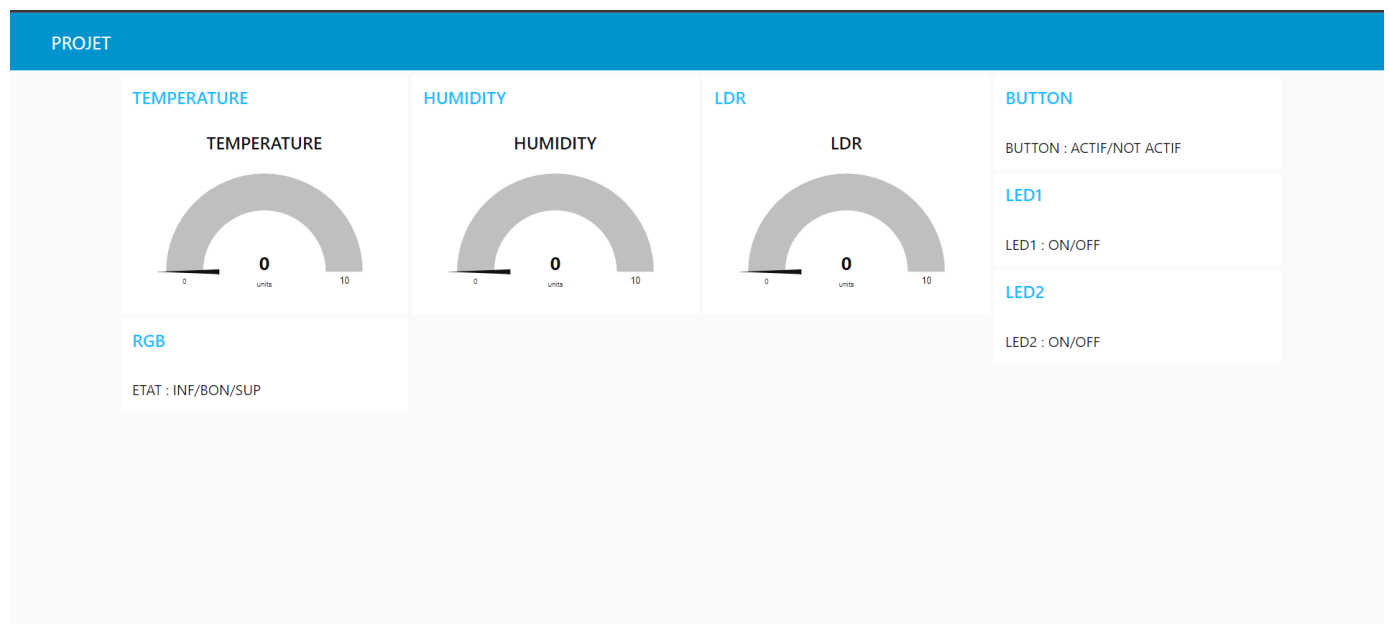 PROJET
TEMPERATURE
TEMPERATURE
0
units
0
10
HUMIDITY
HUMIDITY
0
units
0
10
LDR
LDR
0
units
0
10
BUTTON
BUTTON : ACTIF/NOT ACTIF
LED1
LED1 : ON/OFF
LED2
LED2 : ON/OFF
RGB
ETAT : INF/BON/SUP